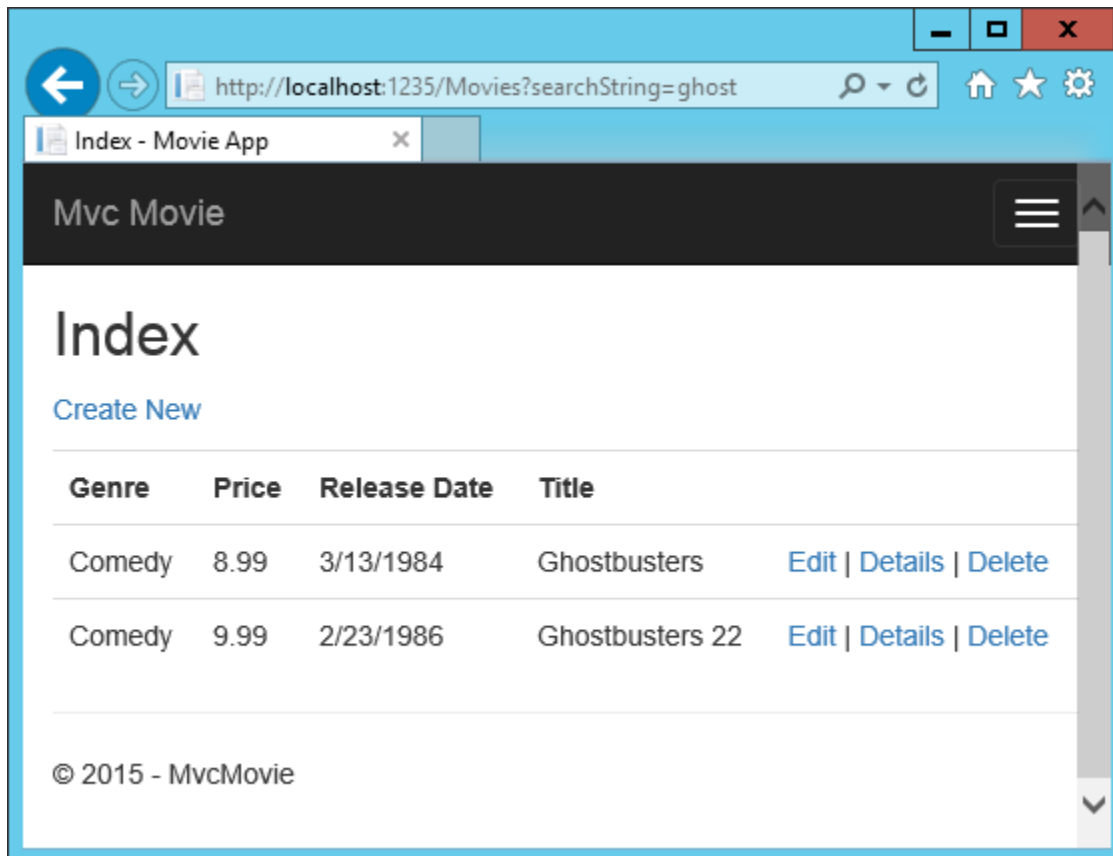 http://localhost:1235/Movies?searchString=ghost
Index - Movie App
Mvc Movie
Index
Create New
Genre Price Release Date Title
Comedy 8.99 3/13/1984 Ghostbusters Edit | Details | Delete
Comedy 9.99 2/23/1986 Ghostbusters 22 Edit | Details | Delete
© 2015 - MvcMovie